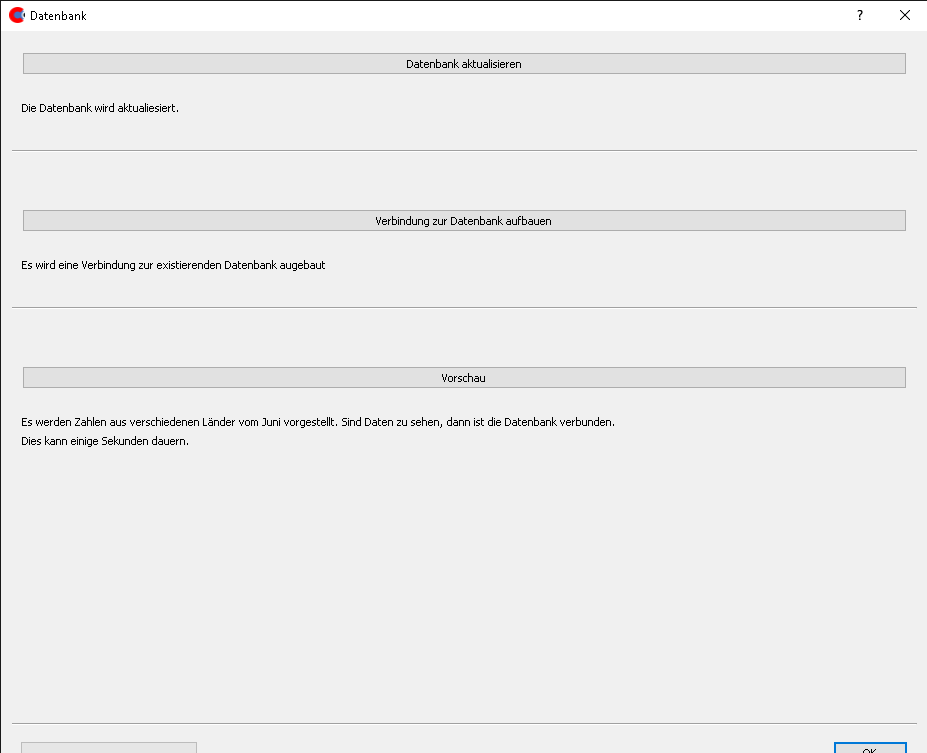 Datenbank
?
Datenbank aktualisieren
Die Datenbank wird aktualiesiert.
Verbindung zur Datenbank aufbauen
Es wird eine Verbindung zur existierenden Datenbank augebaut
Vorschau
Es werden Zahlen aus verschiedenen Länder vom Juni vorgestellt. Sind Daten zu sehen, dann ist die Datenbank verbunden.
Dies kann einige Sekunden dauern.
OK